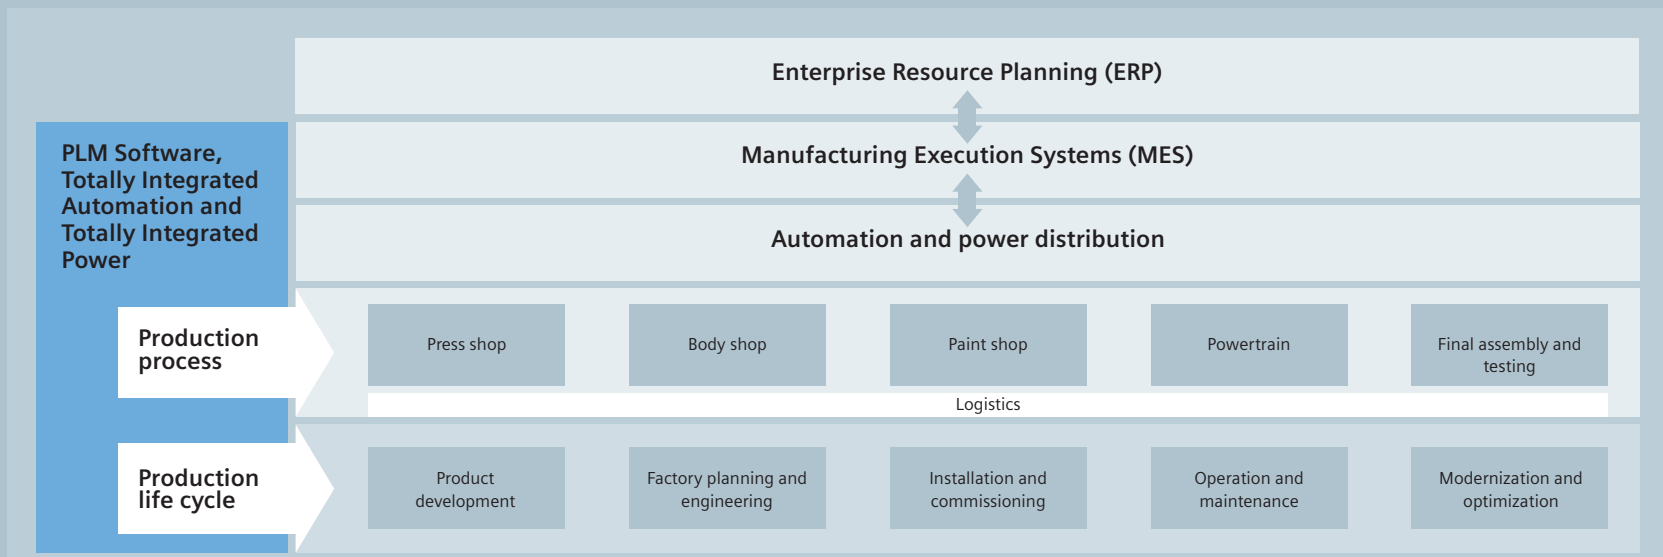 Enterprise Resource Planning (ERP)
PLM Software,
Totally Integrated
Automation and
Totally Integrated
Power
Manufacturing Execution Systems (MES)
Automation and power distribution
Production
process
Press shop
Body shop
Paint shop
Powertrain
Final assembly and
testing
Logistics
Production
life cycle
Product
development
Factory planning and
engineering
Installation and
commissioning
Operation and
maintenance
Modernization and
optimization